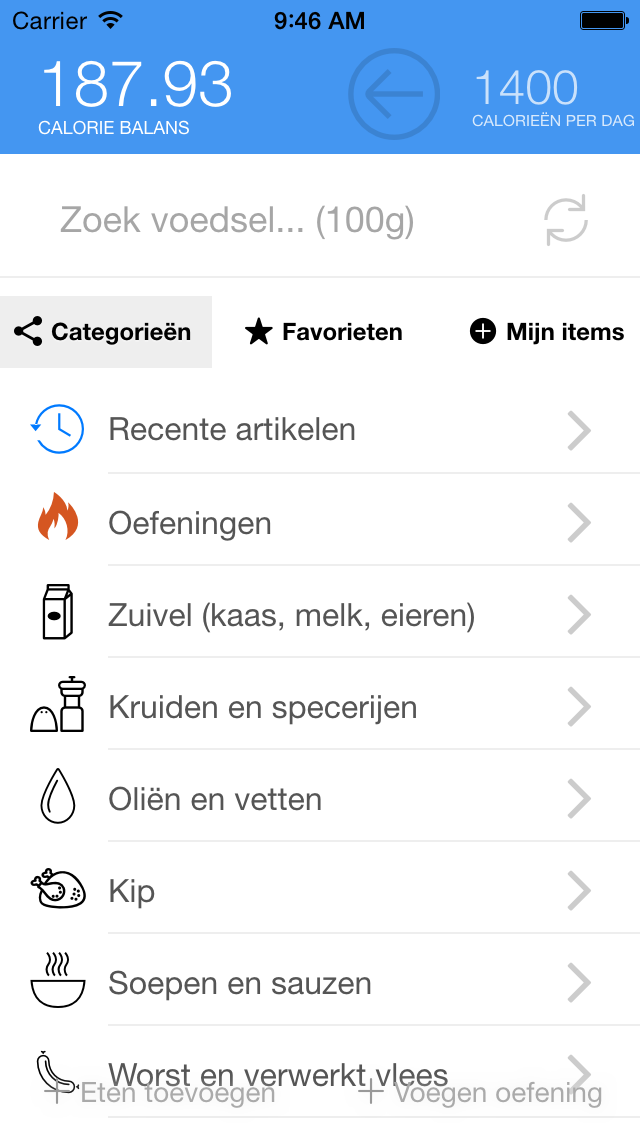 Carrier 9:46 AM
187.93 1400
CALORIE BALANS CALORIEËN PER DAG
Zoek voedsel... (100g)
Categorieën Favorieten Mijn items
Recente artikelen
Oefeningen
Zuivel (kaas, melk, eieren)
Kruiden en specerijen
Oliën en vetten
Kip
Soepen en sauzen
Worst en verwerkt vlees
Eten toevoegen Voegen oefening